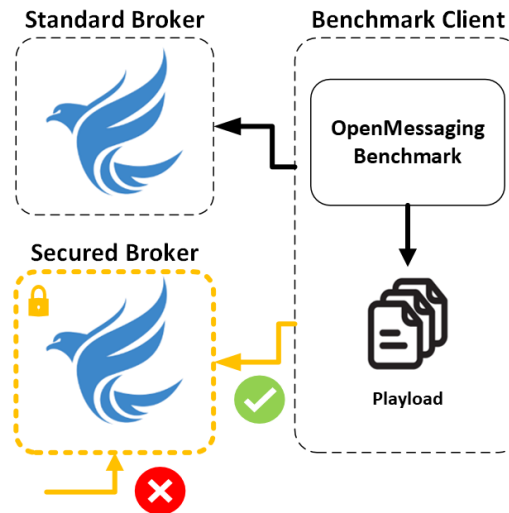 Standard Broker
Benchmark Client
OpenMessaging
Benchmark
Secured Broker
Playload